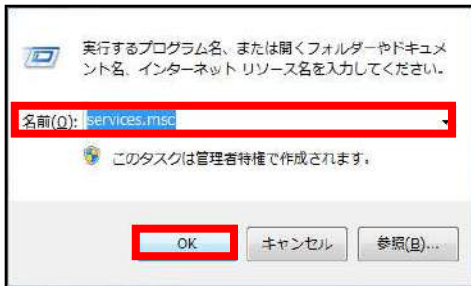 実行するプログラム名、または開くフォルダーやドキュメ
ント名、インターネット リソース名を入力してください。
名前(O): services.msc
このタスクは管理者特権で作成されます。
OK キャンセル 参照(B)...